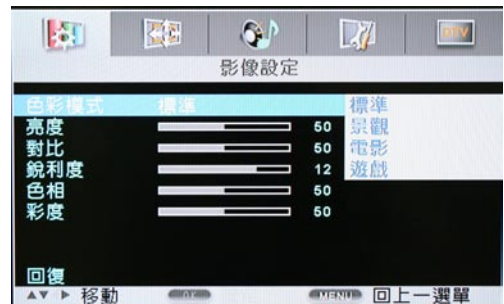 DTV
影像設定
色彩模式 標準 標準
亮度 50 景觀
對比 50 電影
銳利度 12 遊戲
色相 50
彩度 50
回復
移動 OK MENU 回上一選單